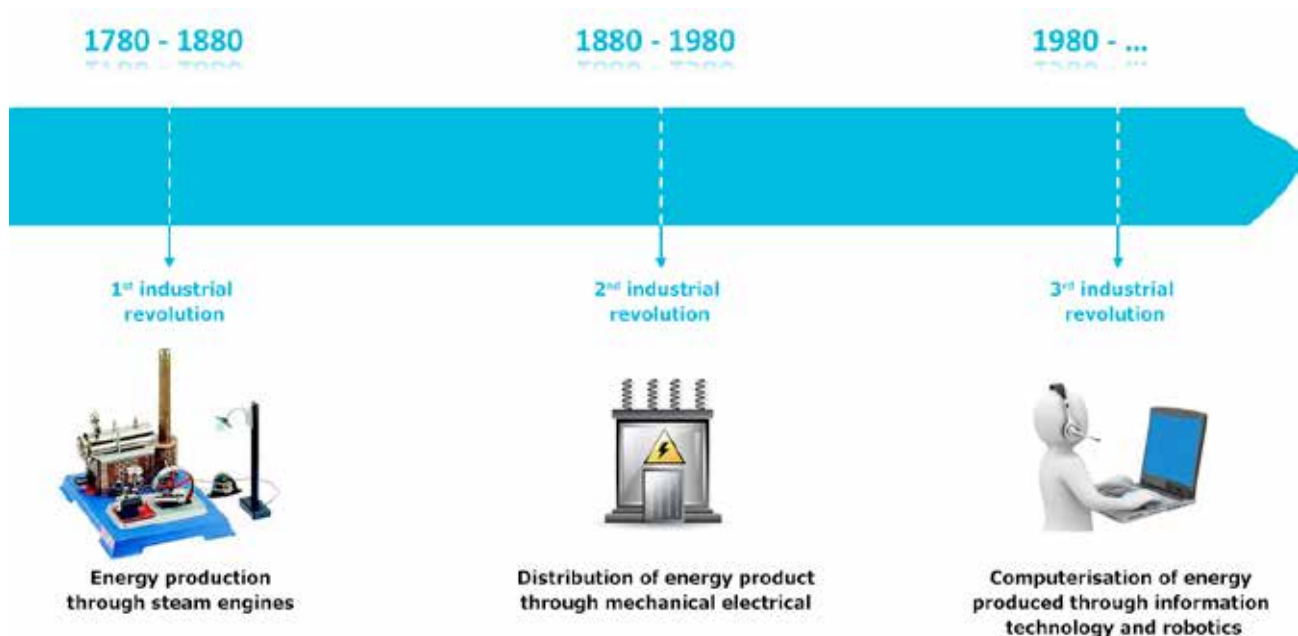 1780 - 1880
1880 - 1980
1980 - ...
1st industrial
revolution
2nd industrial
revolution
3rd industrial
revolution
Energy production
through steam engines
Distribution of energy product
through mechanical electrical
Computerisation of energy
produced through information
technology and robotics